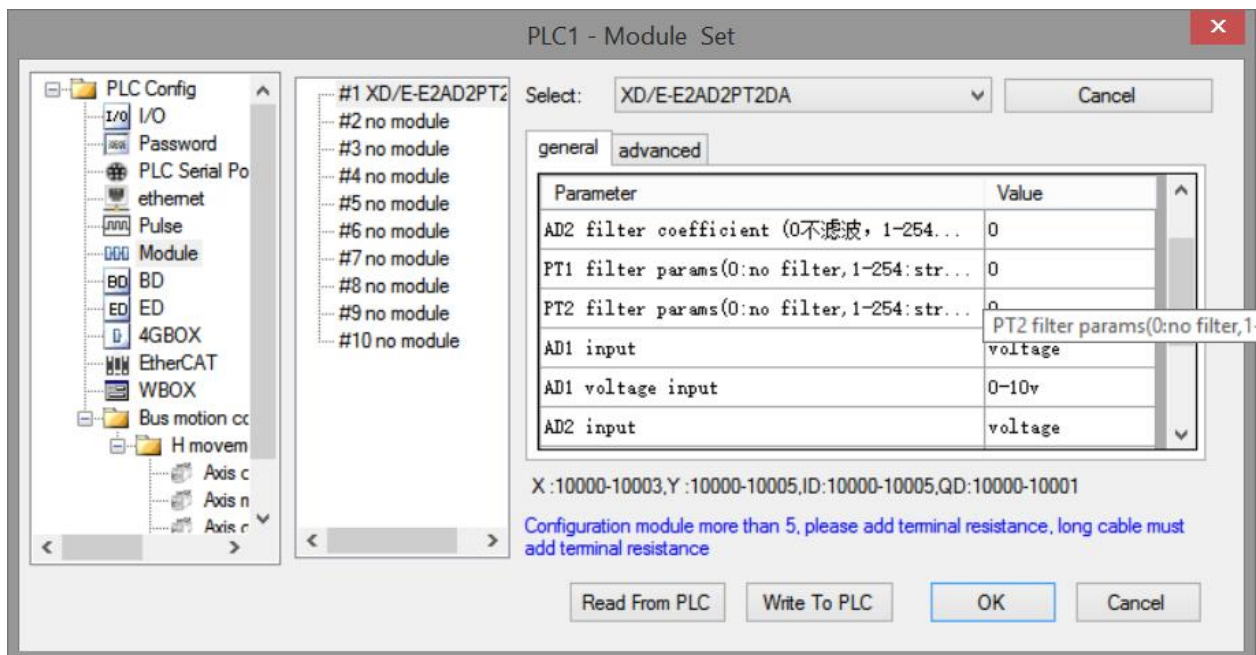 PLC1 - Module Set
PLC Config
I/O
Password
PLC Serial Po
ethernet
Pulse
Module
BD
ED
4GBOX
EtherCAT
WBOX
Bus motion co
H movem
Axis c
Axis n
Axis c
#1 XD/E-E2AD2PT2
#2 no module
#3 no module
#4 no module
#5 no module
#6 no module
#7 no module
#8 no module
#9 no module
#10 no module
Select: XD/E-E2AD2PT2DA Cancel
general advanced
Parameter Value
AD2 filter coefficient (0不滤波，1-254... 0
PT1 filter params(0:no filter,1-254:str... 0
PT2 filter params(0:no filter,1-254:str... 0
PT2 filter params(0:no filter,1-
AD1 input voltage
AD1 voltage input 0-10v
AD2 input voltage
X :10000-10003,Y :10000-10005,ID:10000-10005,QD:10000-10001
Configuration module more than 5, please add terminal resistance, long cable must
add terminal resistance
Read From PLC Write To PLC OK Cancel